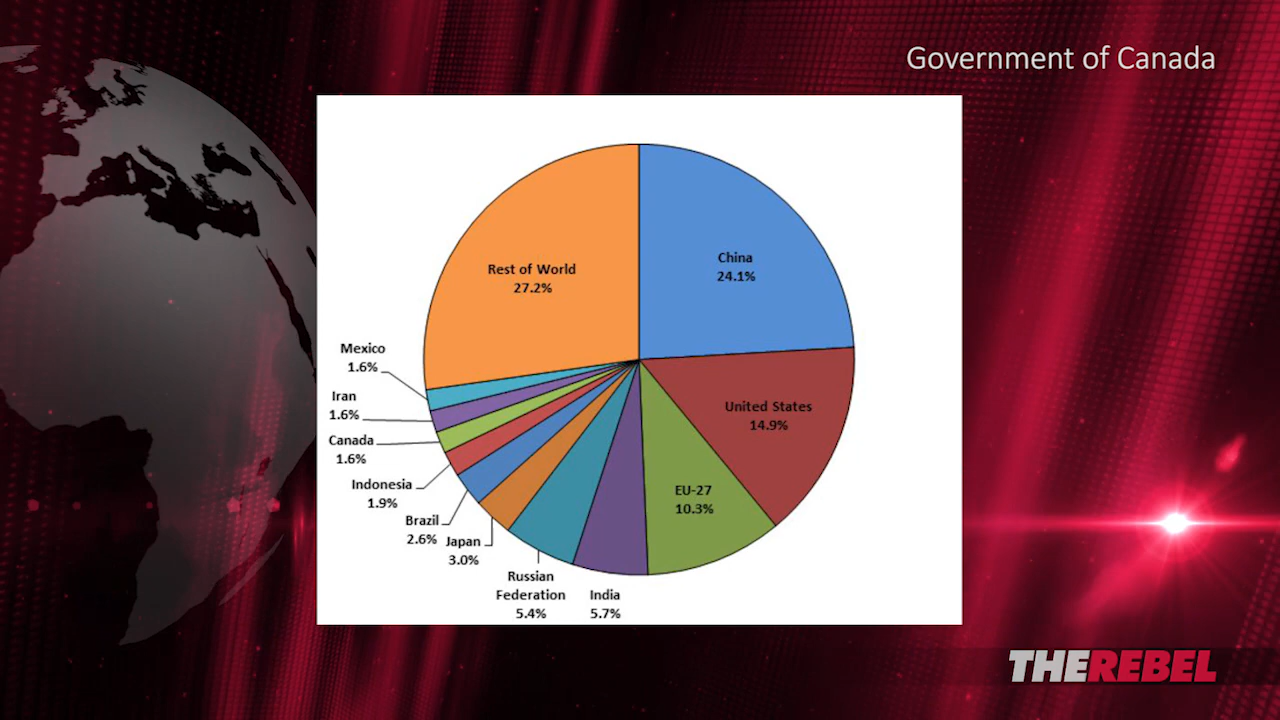 Government of Canada
Rest of World
27.2%
China
24.1%
United States
14.9%
EU-27
10.3%
India
5.7%
Russian
Federation
5.4%
Japan
3.0%
Brazil
2.6%
Indonesia
1.9%
Canada
1.6%
Iran
1.6%
Mexico
1.6%
THEREBEL